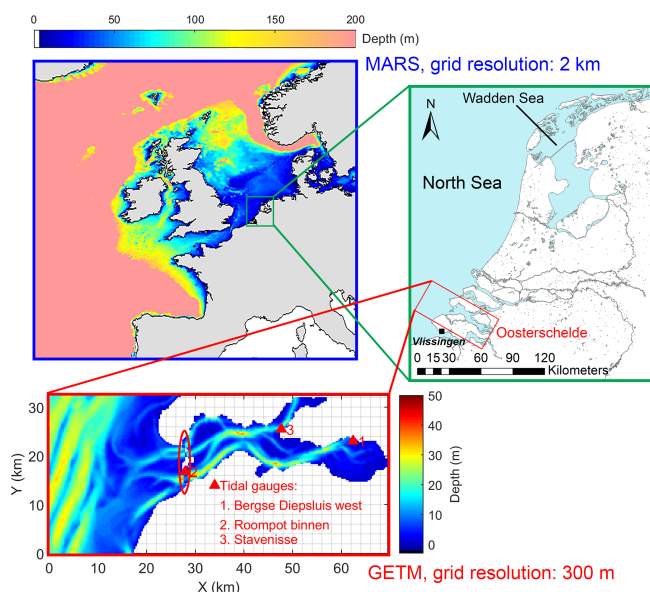 0 50 100 150 200
Depth (m)
MARS, grid resolution: 2 km
N
Wadden Sea
North Sea
Oosterschelde
Vlissingen
0 15 30 60 90 120
Kilometers
30
20
10
0
Y (km)
0 10 20 30 40 50 60
X (km)
1
2
3
Tidal gauges:
1. Bergse Diepsluis west
2. Roompot binnen
3. Stavenisse
50
40
30
20
10
0
Depth (m)
GETM, grid resolution: 300 m